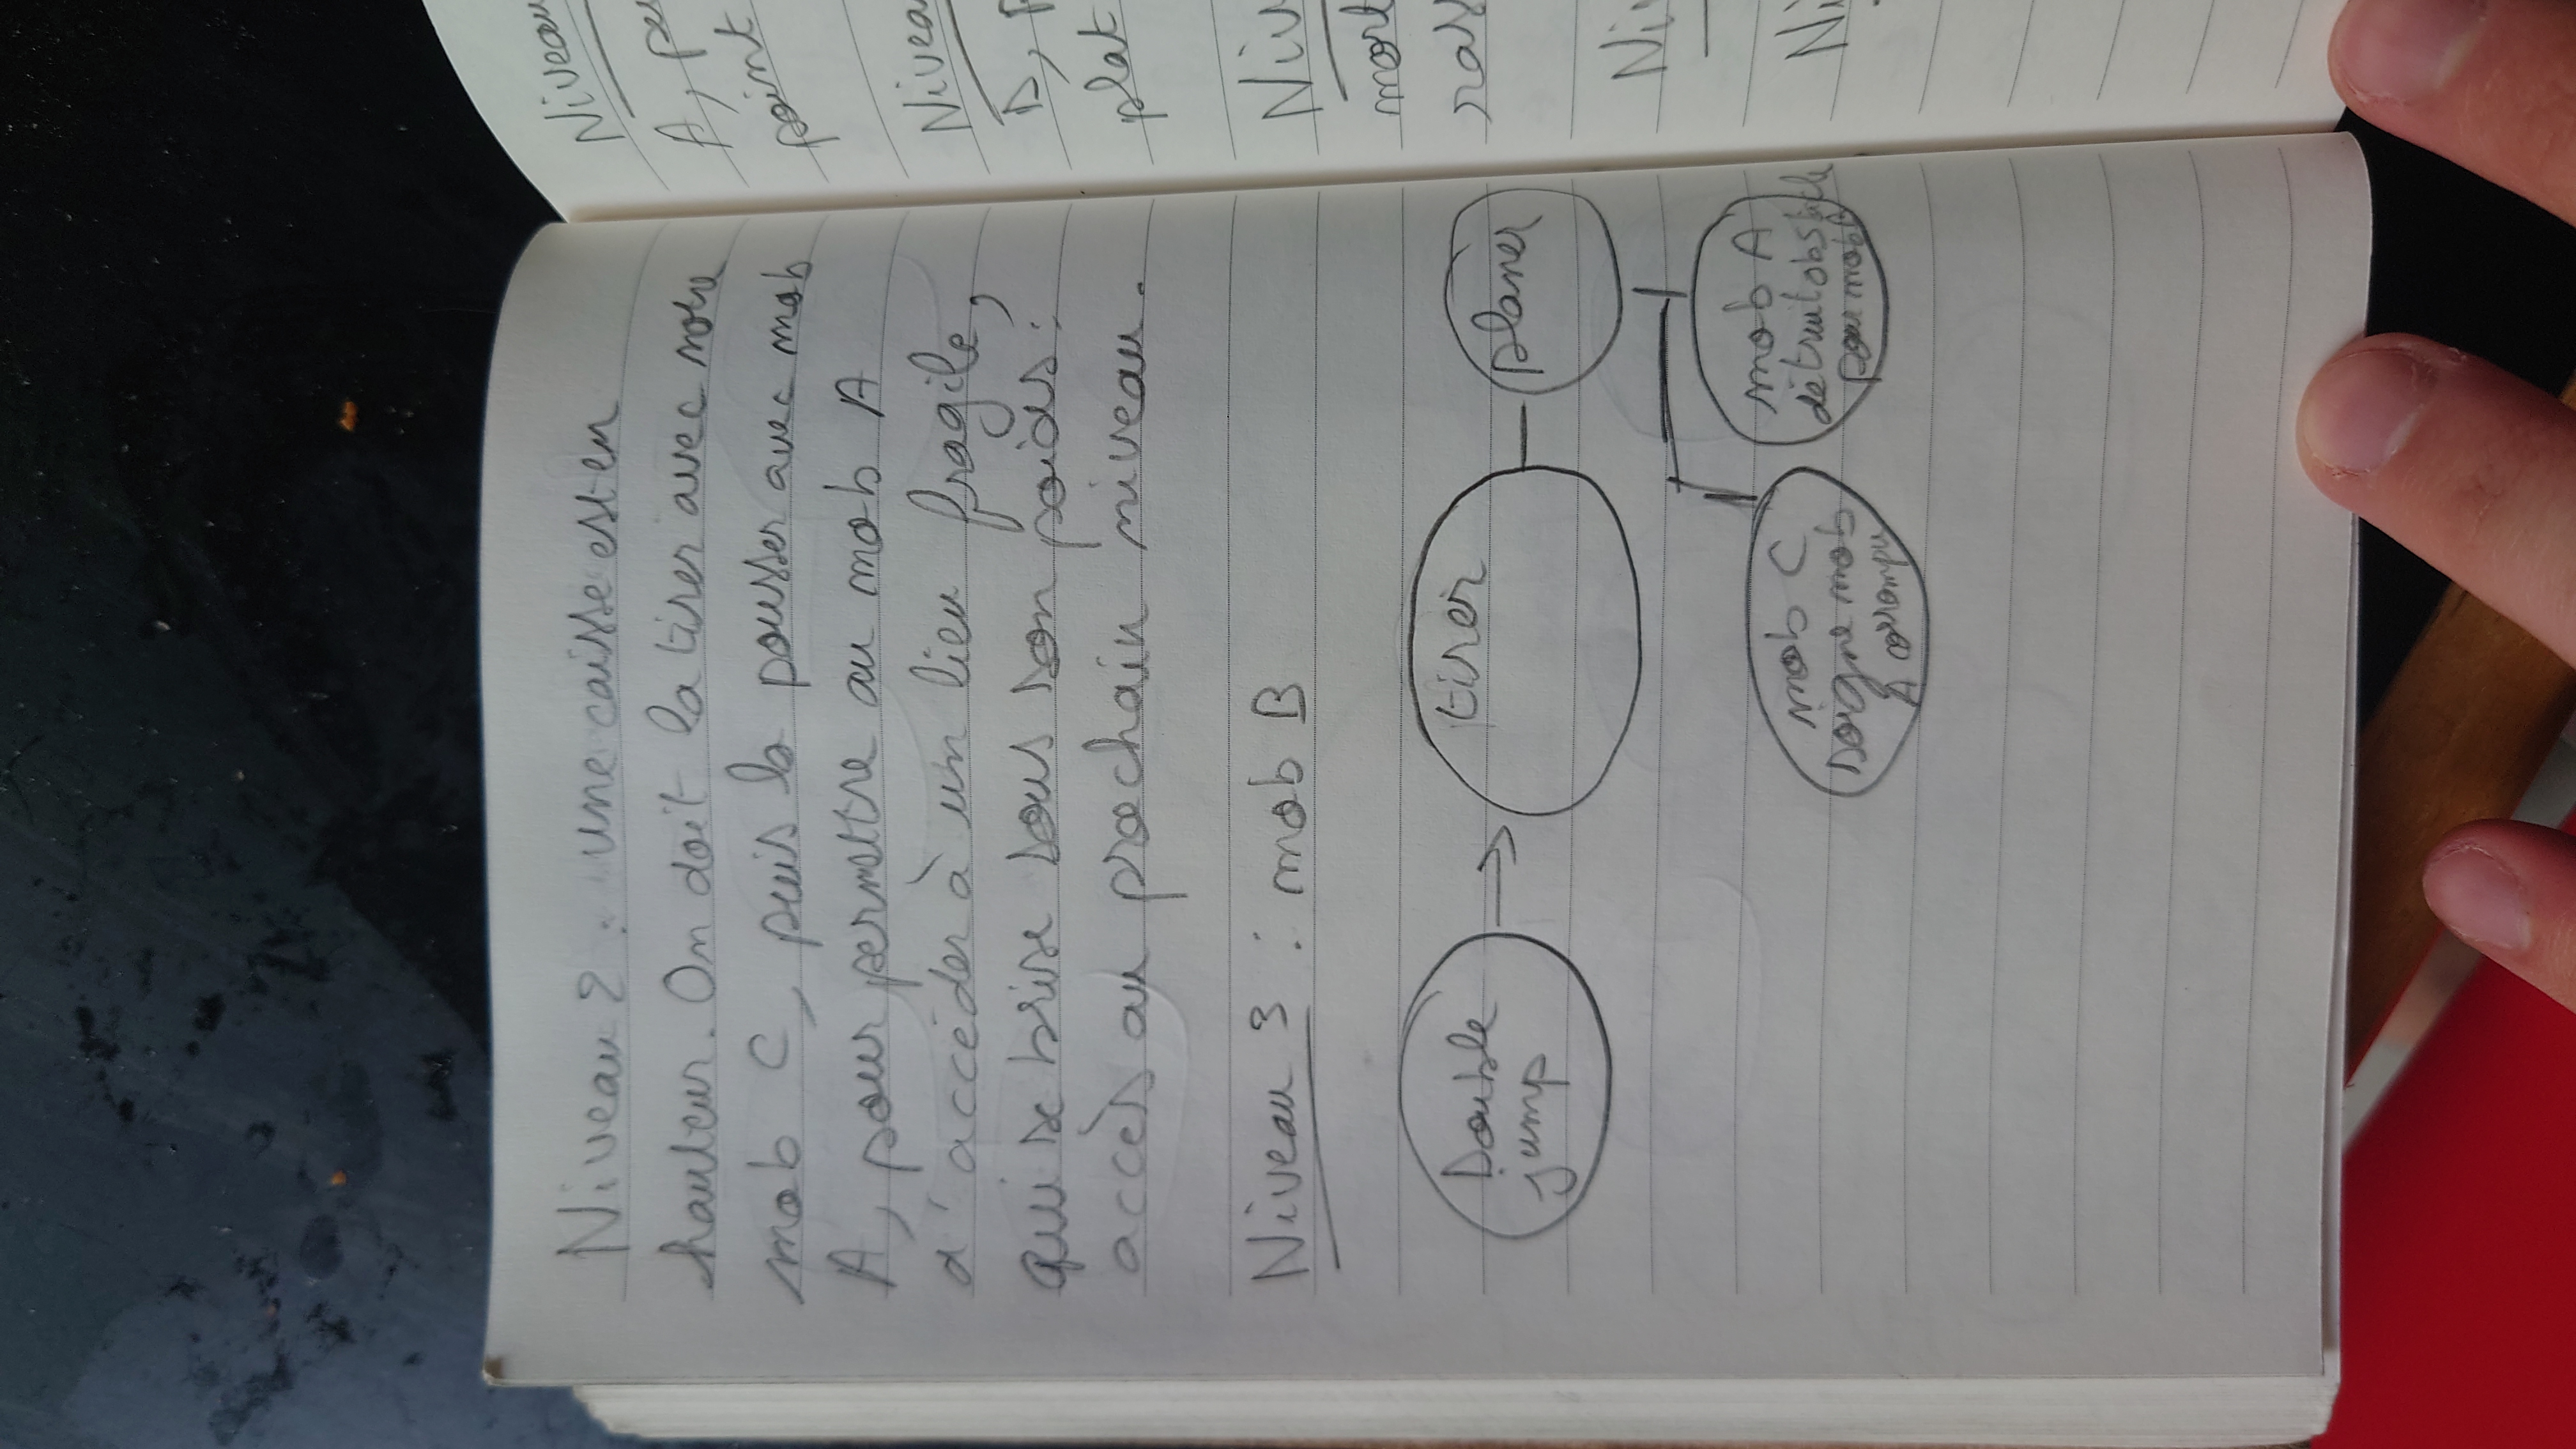 Niveau 2 : une caisse est en
hauteur. On doit la tirer avec notre
mob C, puis la pousser avec mob
A, pour permettre au mob A
d'accéder à un lieu fragile,
qui se brise sous son poids :
accès au prochain niveau.
Niveau 3 : mob B
Double
jump
tirer
planer
mob C
soigne mob
A corrompu
mob A
détruit obstacle
pour mob B
Niveau
A, per
point
Nivea
D, p
plat
Niv
mort
ras
Ni
Ni